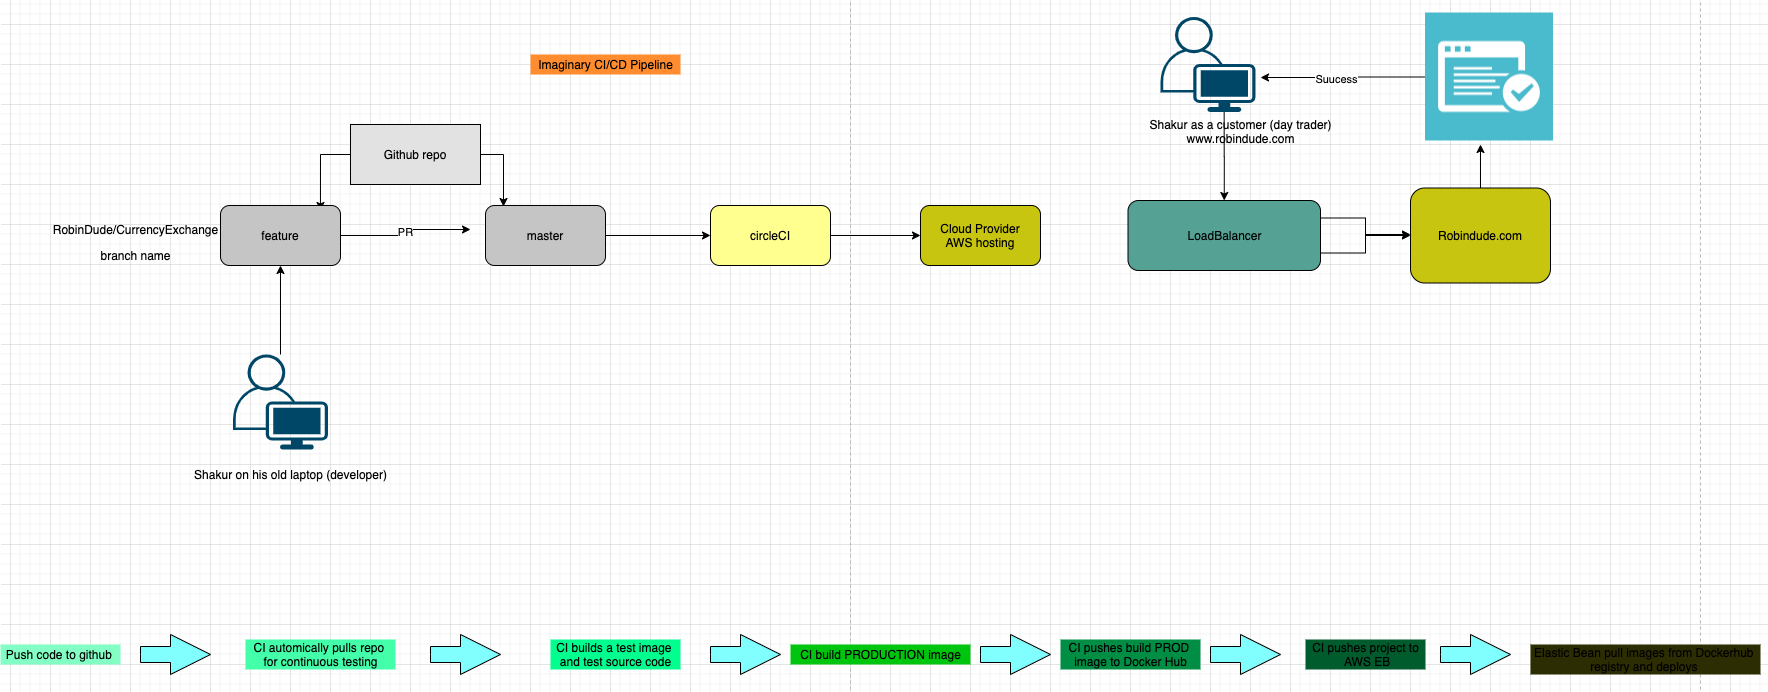 Imaginary CI/CD Pipeline
Github repo
RobinDude/CurrencyExchange
branch name
feature
PR
master
circleCI
Cloud Provider
AWS hosting
Shakur on his old laptop (developer)
Suucess
Shakur as a customer (day trader)
www.robindude.com
LoadBalancer
Robindude.com
Push code to github
CI automically pulls repo
for continuous testing
CI builds a test image
and test source code
CI build PRODUCTION image
CI pushes build PROD
image to Docker Hub
CI pushes project to
AWS EB
Elastic Bean pull images from Dockerhub
registry and deploys